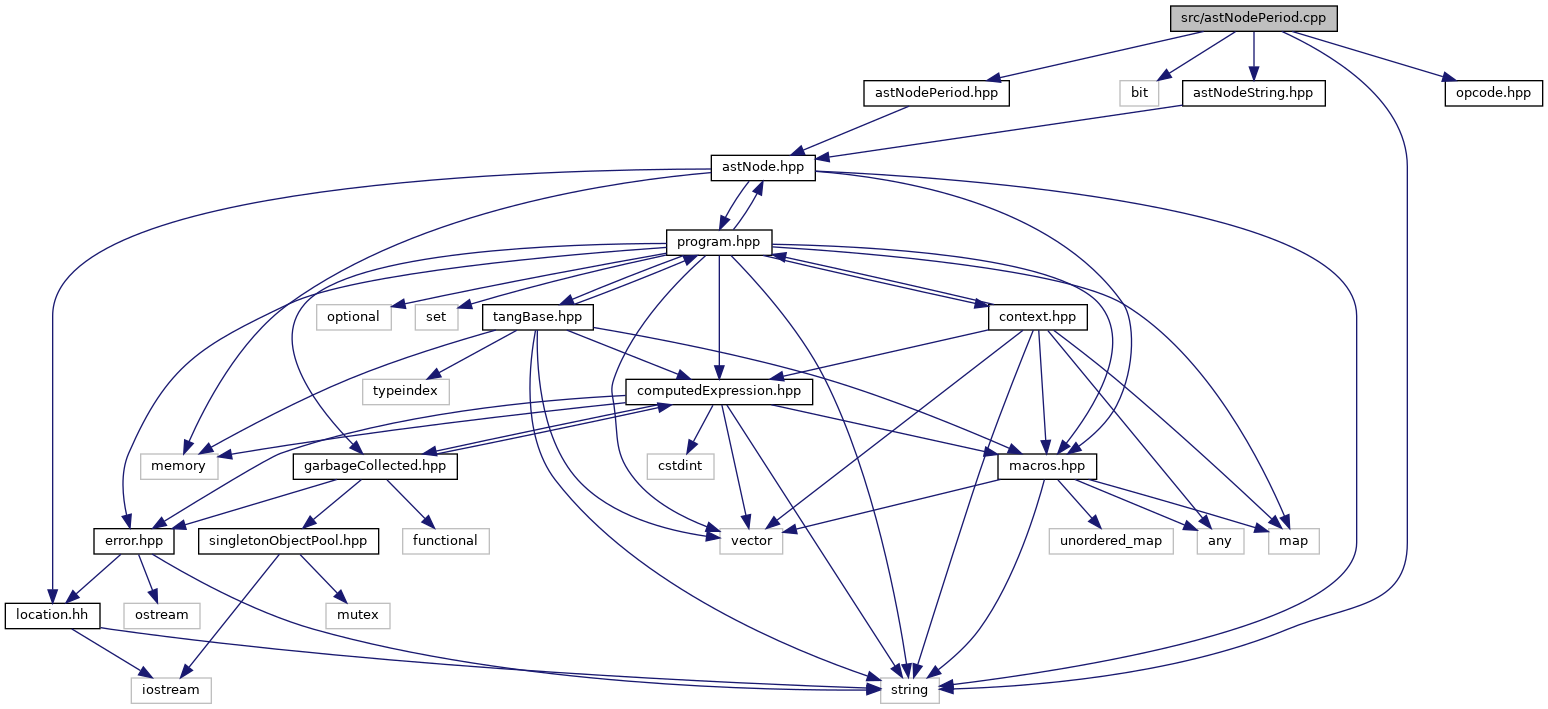 src/astNodePeriod.cpp
astNodePeriod.hpp
bit
astNodeString.hpp
opcode.hpp
astNode.hpp
program.hpp
optional
set
tangBase.hpp
context.hpp
typeindex
computedExpression.hpp
memory
garbageCollected.hpp
cstdint
macros.hpp
error.hpp
singletonObjectPool.hpp
functional
vector
unordered_map
any
map
location.hh
ostream
mutex
iostream
string